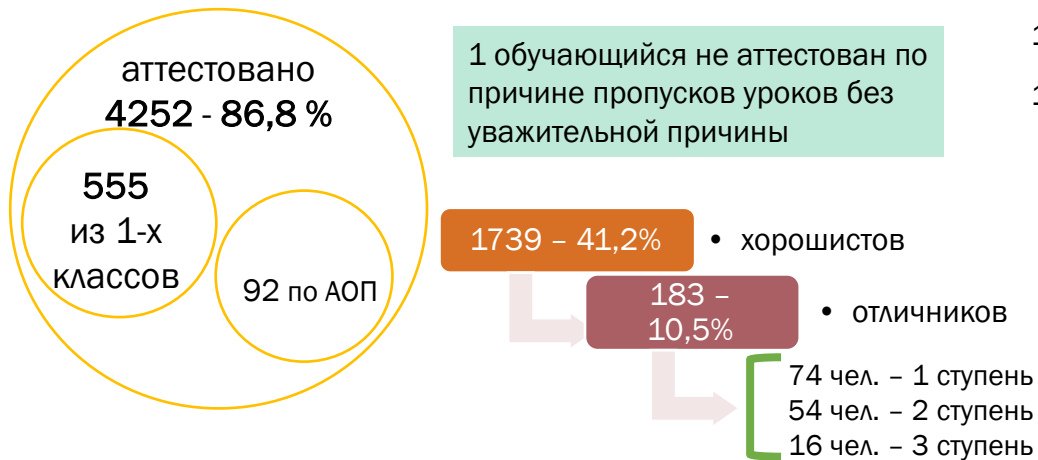 аттестовано
4252 - 86,8 %
555
из 1-х
классов
92 по АОП
1 обучающийся не аттестован по
причине пропусков уроков без
уважительной причины
1
1
1739 – 41,2%
• хорошистов
183 –
10,5%
• отличников
74 чел. – 1 ступень
54 чел. – 2 ступень
16 чел. – 3 ступень